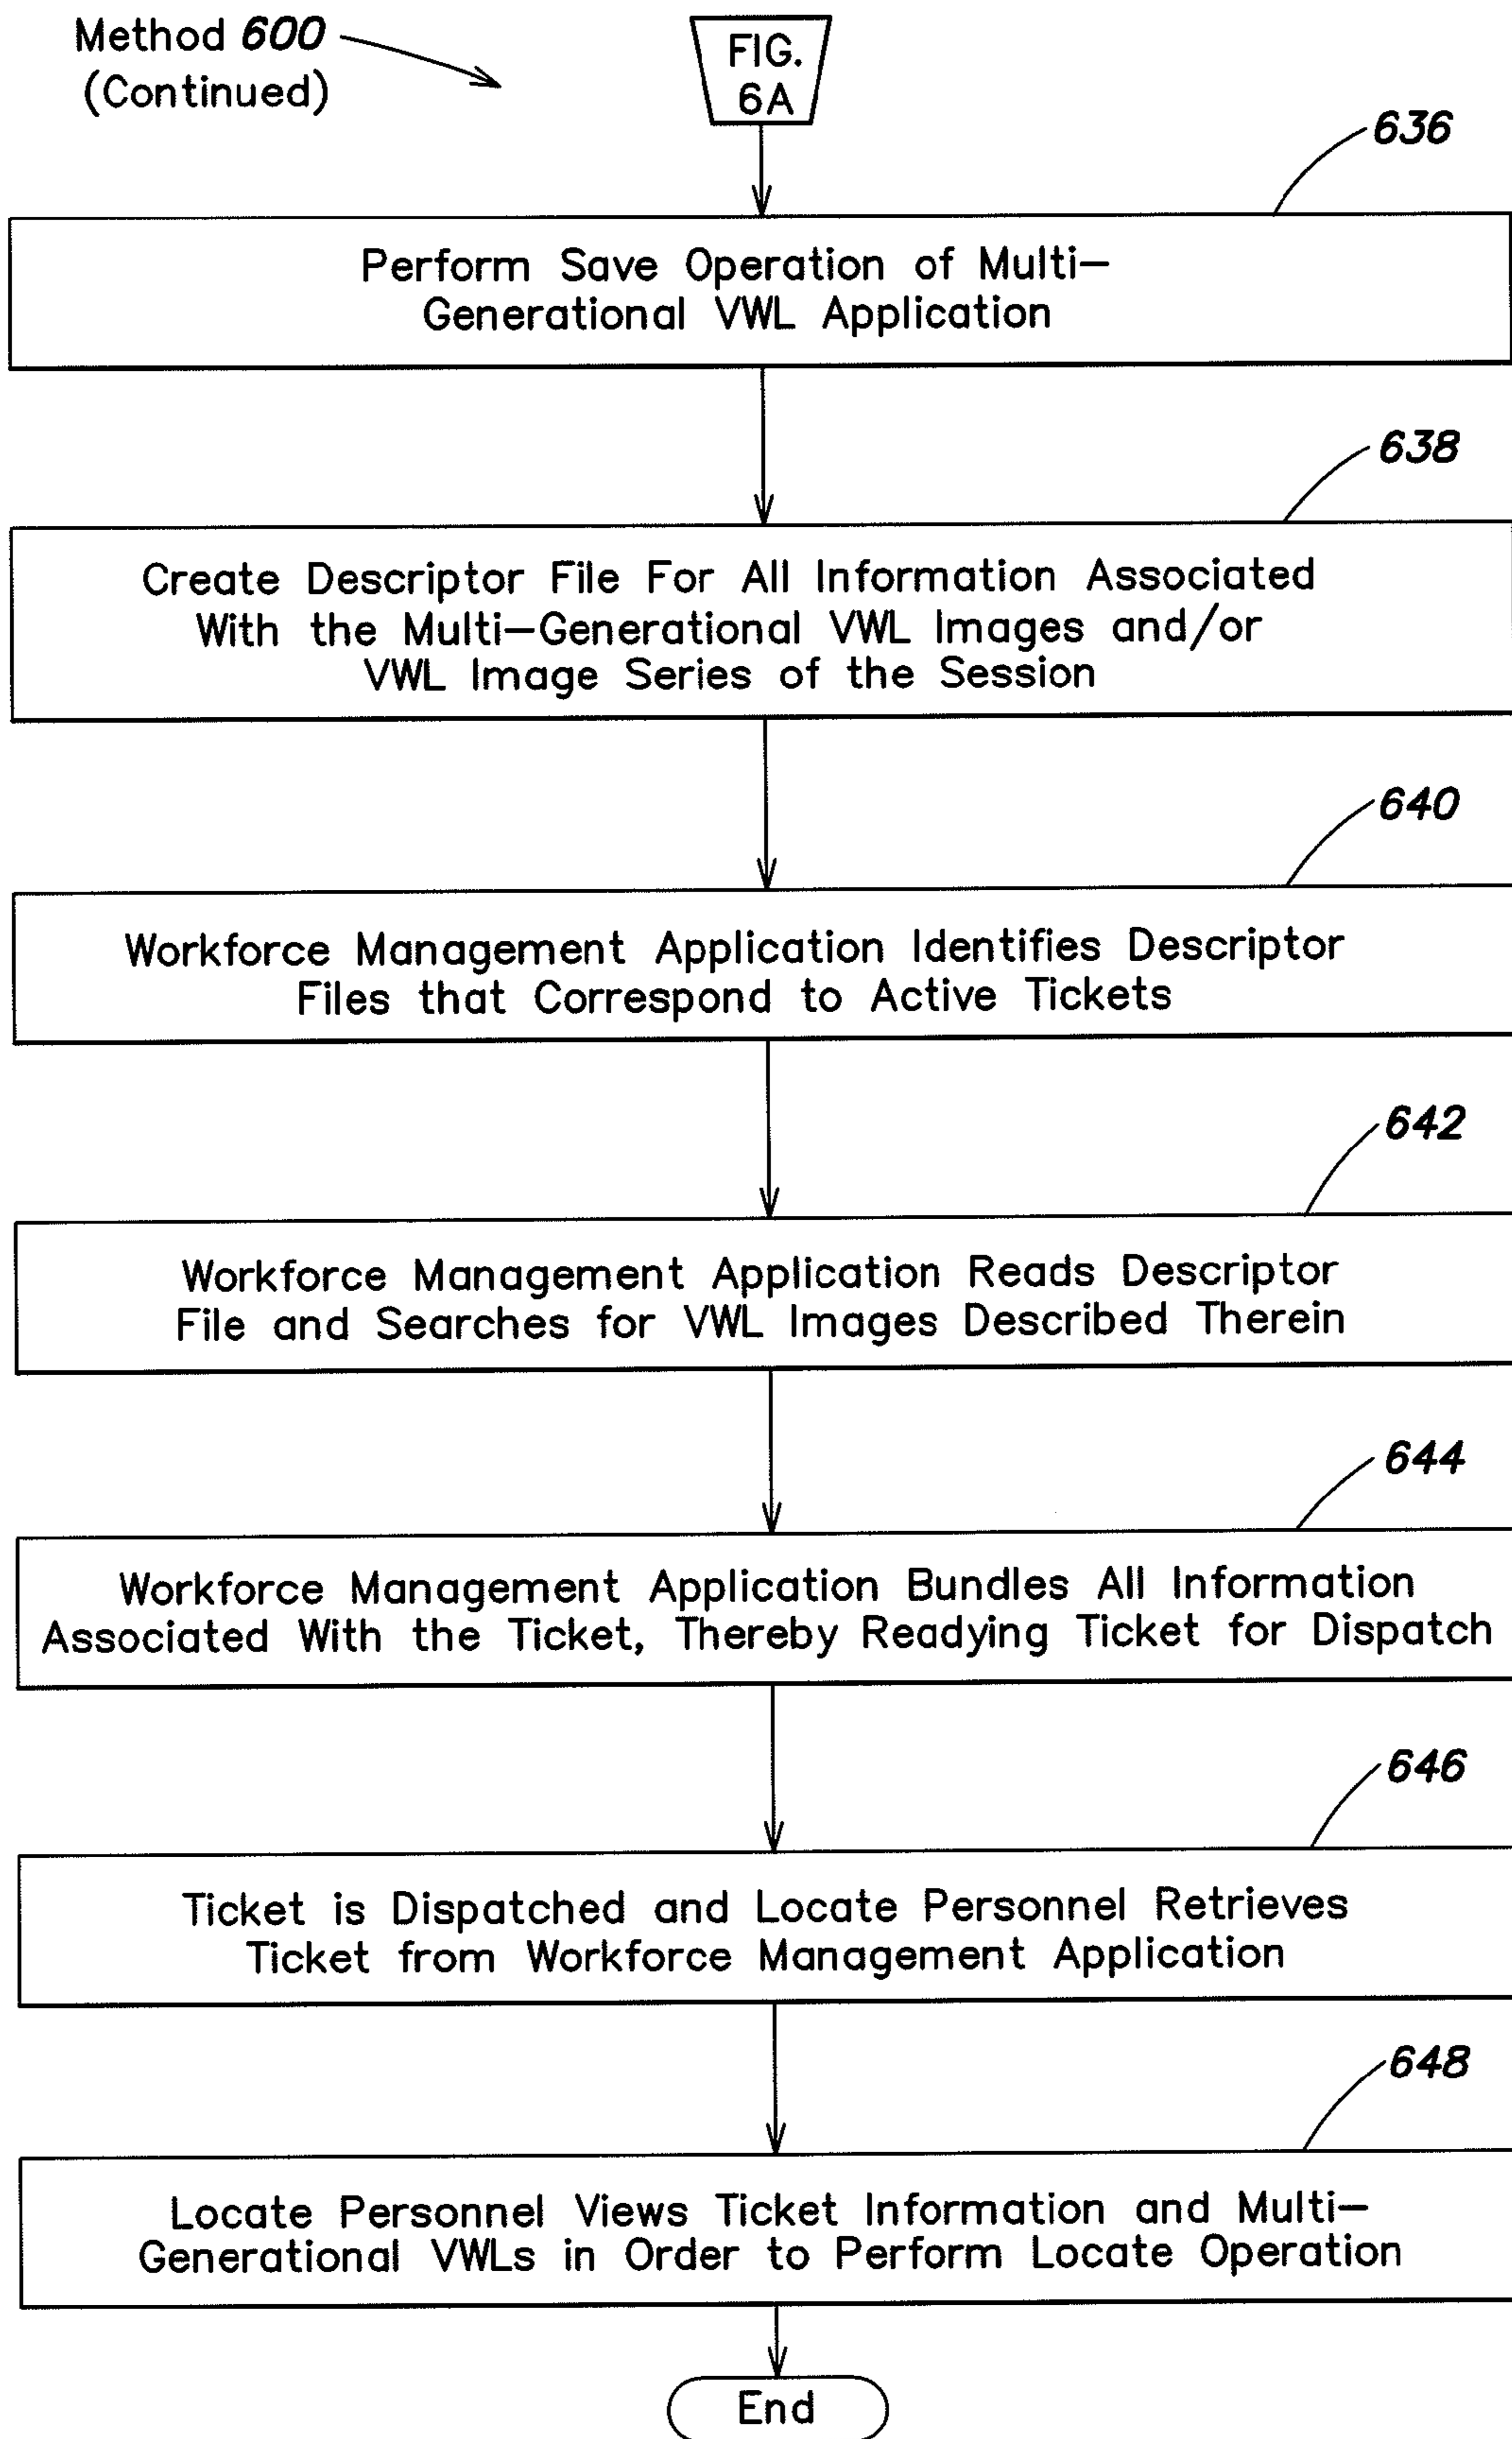 Method 600
(Continued)
FIG.
6A
636
Perform Save Operation of Multi-
Generational VWL Application
638
Create Descriptor File For All Information Associated
With the Multi-Generational VWL Images and/or
VWL Image Series of the Session
640
Workforce Management Application Identifies Descriptor
Files that Correspond to Active Tickets
642
Workforce Management Application Reads Descriptor
File and Searches for VWL Images Described Therein
644
Workforce Management Application Bundles All Information
Associated With the Ticket, Thereby Readying Ticket for Dispatch
646
Ticket is Dispatched and Locate Personnel Retrieves
Ticket from Workforce Management Application
648
Locate Personnel Views Ticket Information and Multi-
Generational VWLs in Order to Perform Locate Operation
End